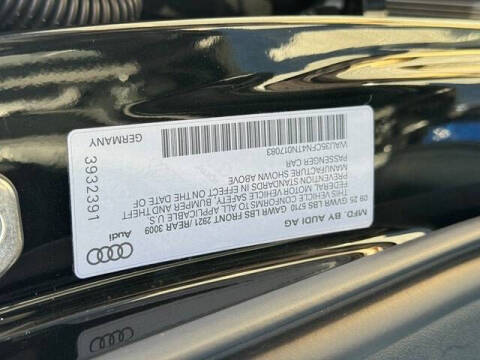 MFD. BY AUDI AG
09 25 GVWR LBS 5710 GAWR/LBS FRONT 2921 /REAR 3009
THIS VEHICLE CONFORMS TO ALL APPLICABLE U.S.
FEDERAL MOTOR VEHICLE SAFETY, BUMPER AND THEFT
PREVENTION STANDARDS IN EFFECT ON THE DATE OF
MANUFACTURE SHOWN ABOVE.
PASSENGER CAR
WAU35CFN4TN017083
Audi
3932391
GERMANY